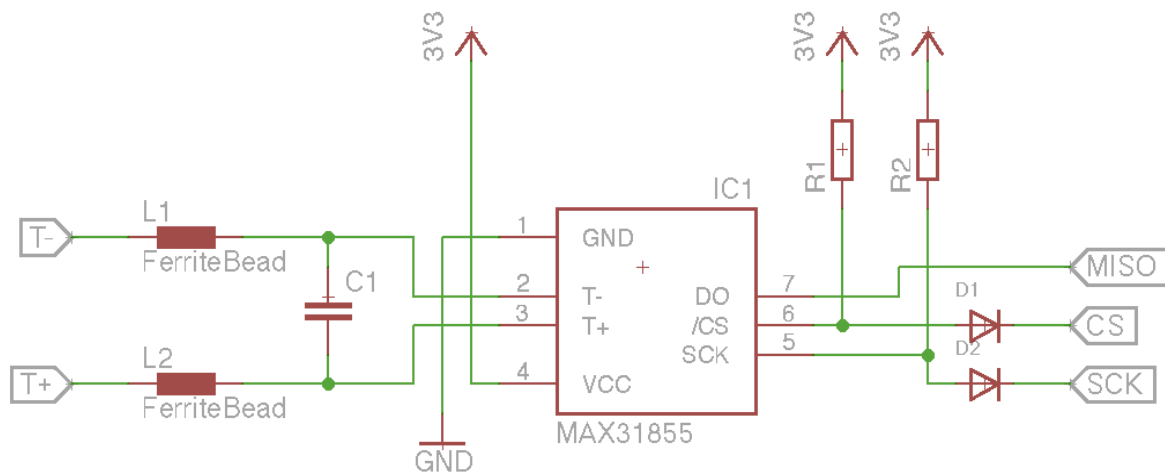 3V3
3V3
3V3
R1
R2
IC1
L1
T-
FerriteBead
1
GND
MISO
C1
2
T-
DO
7
D1
3
T+
/CS
6
CS
SCK
5
D2
L2
T+
FerriteBead
4
VCC
SCK
MAX31855
GND